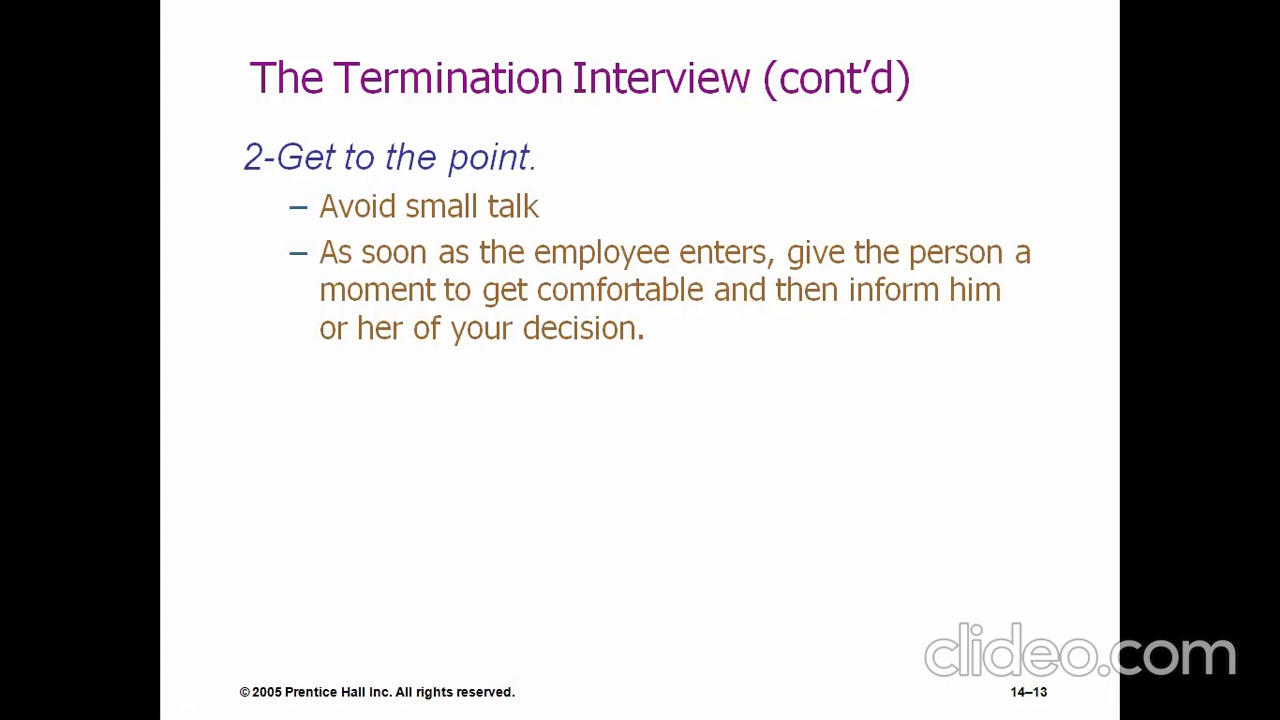 The Termination Interview (cont’d)
2-Get to the point.
– Avoid small talk
– As soon as the employee enters, give the person a
moment to get comfortable and then inform him
or her of your decision.
clideo.com
© 2005 Prentice Hall Inc. All rights reserved.
14–13